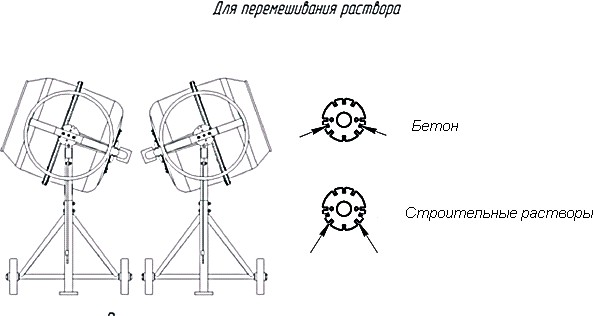 Для перемешивания раствора
Бетон
Строительные растворы